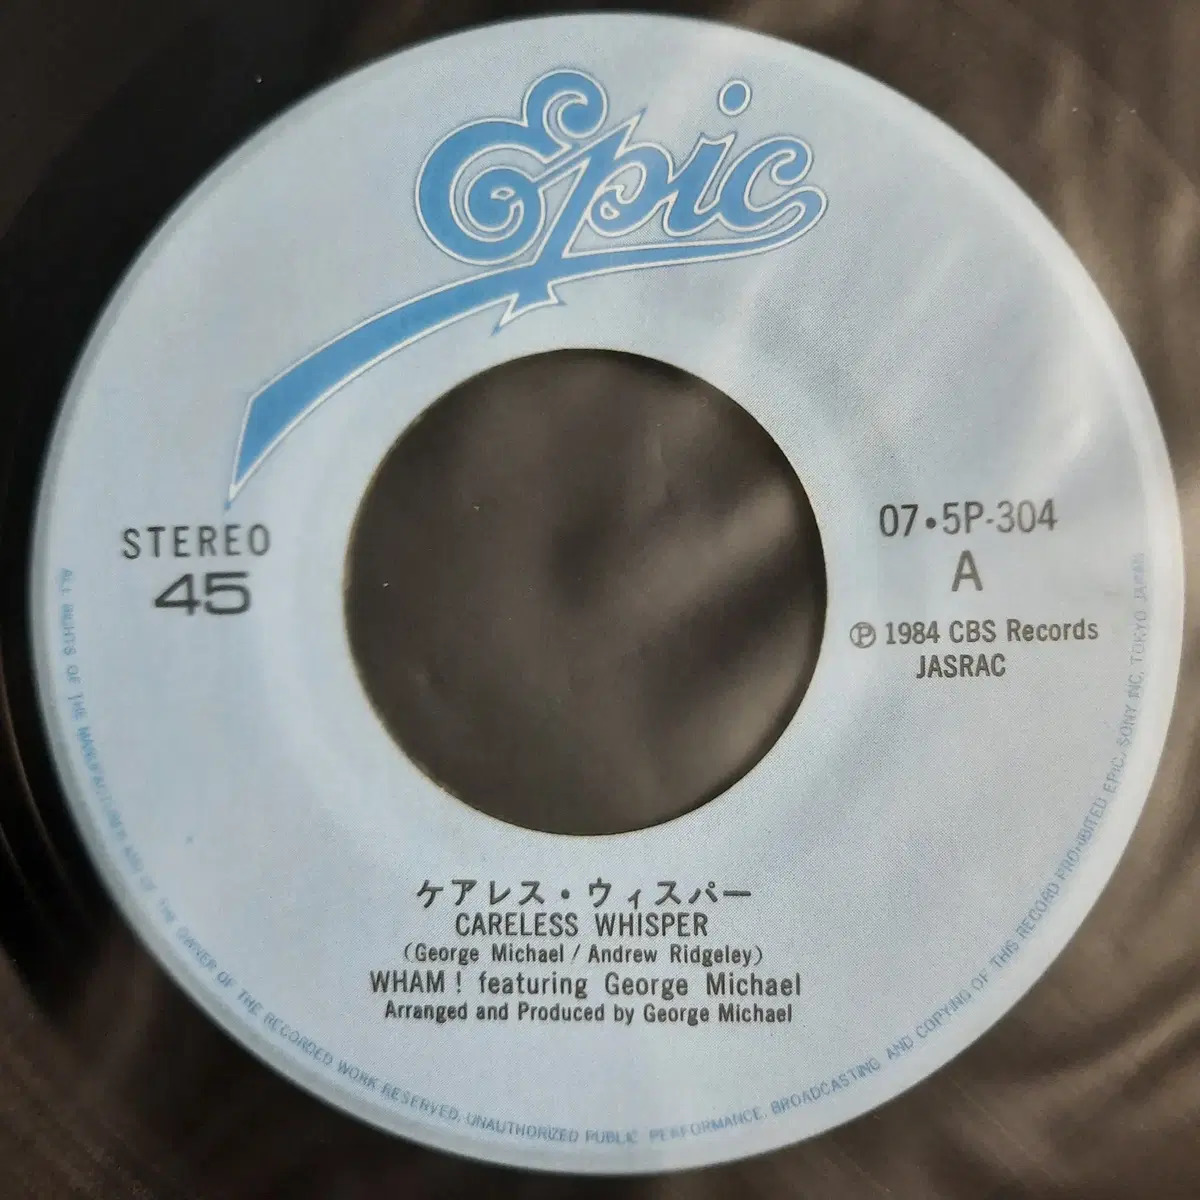 Epic
STEREO
45
07・5P-304
A
Ⓟ 1984 CBS Records
JASRAC
ケアレス・ウィスパー
CARELESS WHISPER
(George Michael / Andrew Ridgeley)
WHAM ! featuring George Michael
Arranged and Produced by George Michael
ALL RIGHTS OF THE MANUFACTURER AND OF THE OWNER OF THE RECORDED WORK RESERVED. UNAUTHORIZED PUBLIC PERFORMANCE, BROADCASTING AND COPYING OF THIS RECORD PROHIBITED EPIC, SONY INC, TOKYO JAPAN